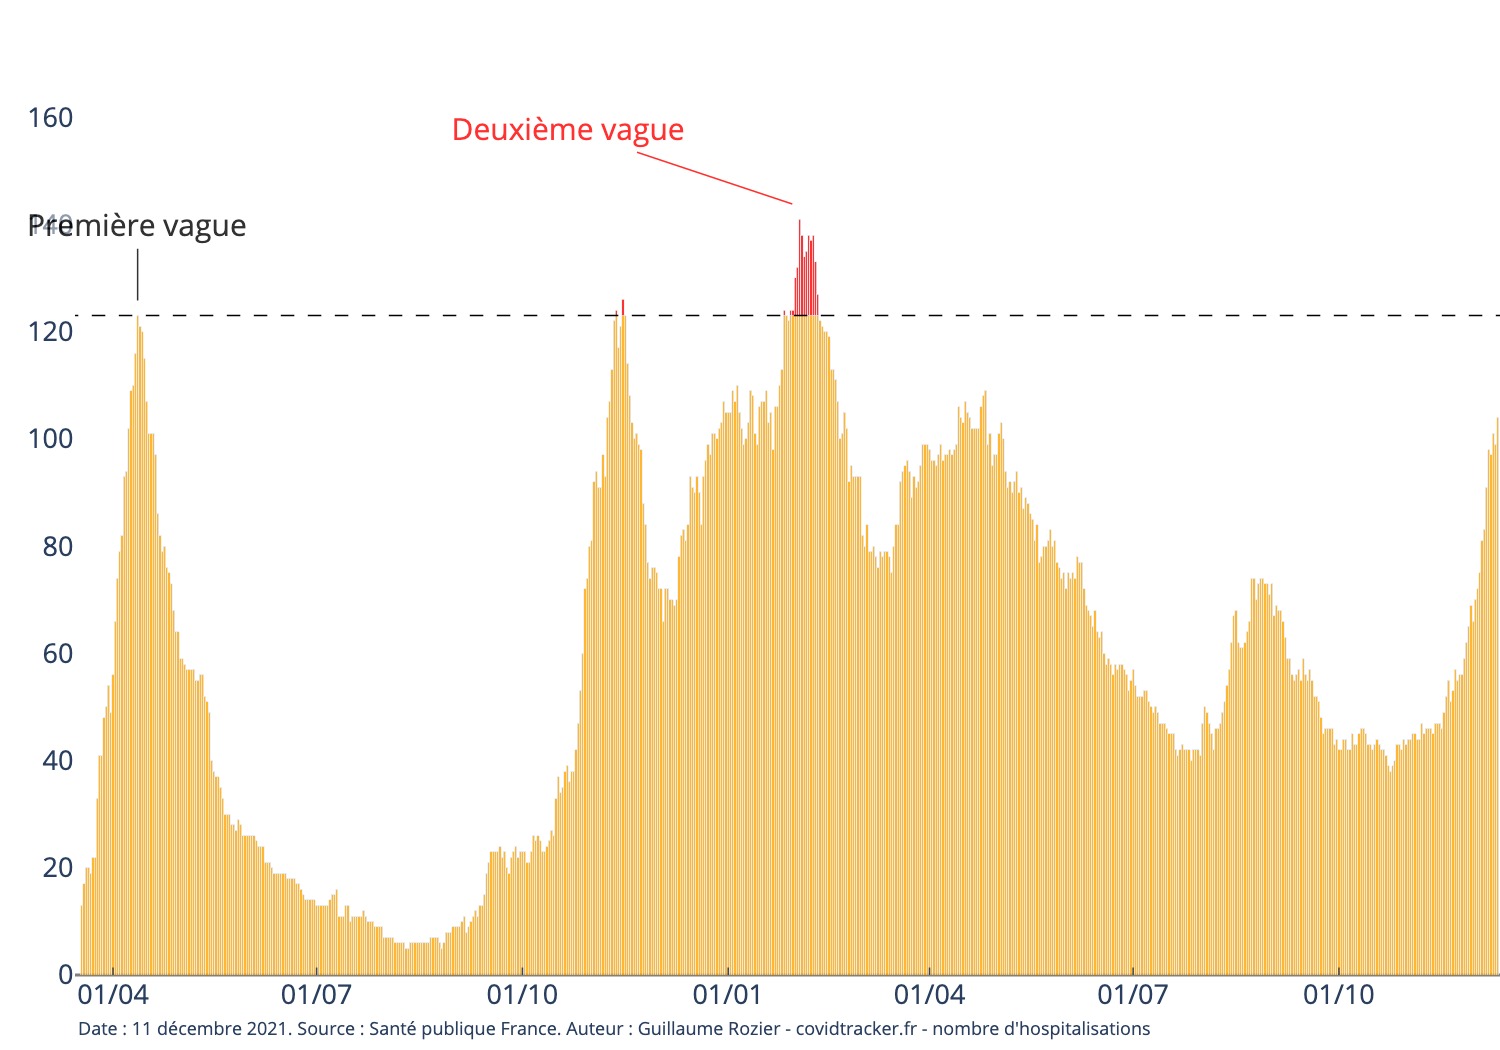 160
Deuxième vague
140
Première vague
120
100
80
60
40
20
0
01/04 01/07 01/10 01/01 01/04 01/07 01/10
Date : 11 décembre 2021. Source : Santé publique France. Auteur : Guillaume Rozier - covidtracker.fr - nombre d'hospitalisations